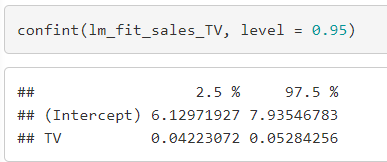 confint(lm_fit_sales_TV, level = 0.95)
##                  2.5 %     97.5 %
## (Intercept) 6.12971927 7.93546783
## TV          0.04223072 0.05284256